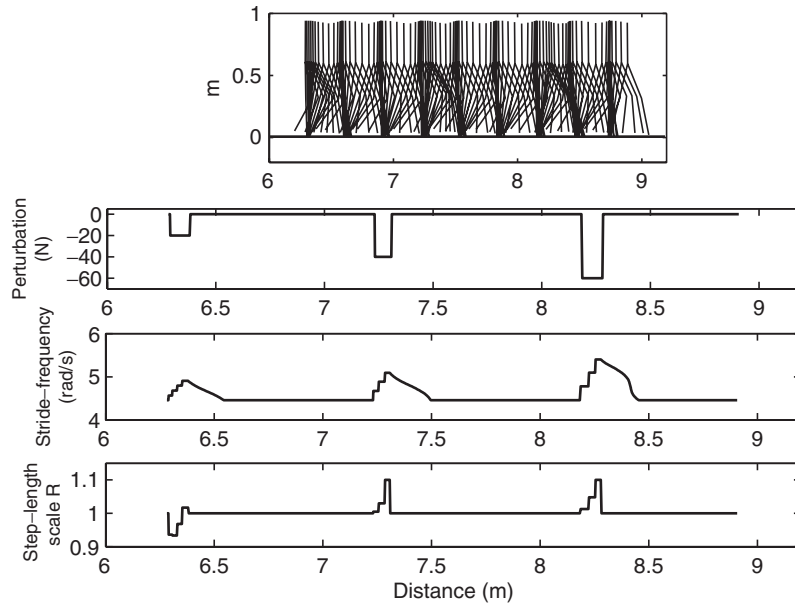 1
0.5
0
m
6 7 8 9
0
−20
−40
−60
Perturbation
(N)
6 6.5 7 7.5 8 8.5 9
6
5
4
Stride−frequency
(rad/s)
6 6.5 7 7.5 8 8.5 9
1.1
1
0.9
Step−length
scale R
6 6.5 7 7.5 8 8.5 9
Distance (m)